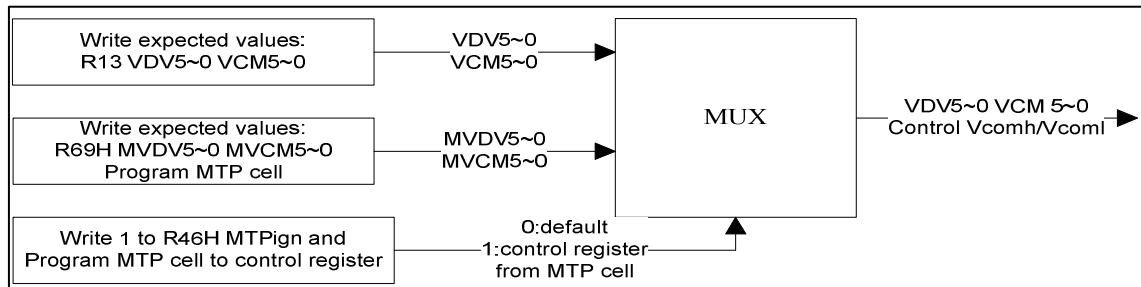 Write expected values:
R13 VDV5~0 VCM5~0
VDV5~0
VCM5~0
Write expected values:
R69H MVDV5~0 MVCM5~0
Program MTP cell
MVDV5~0
MVCM5~0
MUX
VDV5~0 VCM 5~0
Control Vcomh/Vcoml
Write 1 to R46H MTPign and
Program MTP cell to control register
0:default
1:control register
from MTP cell